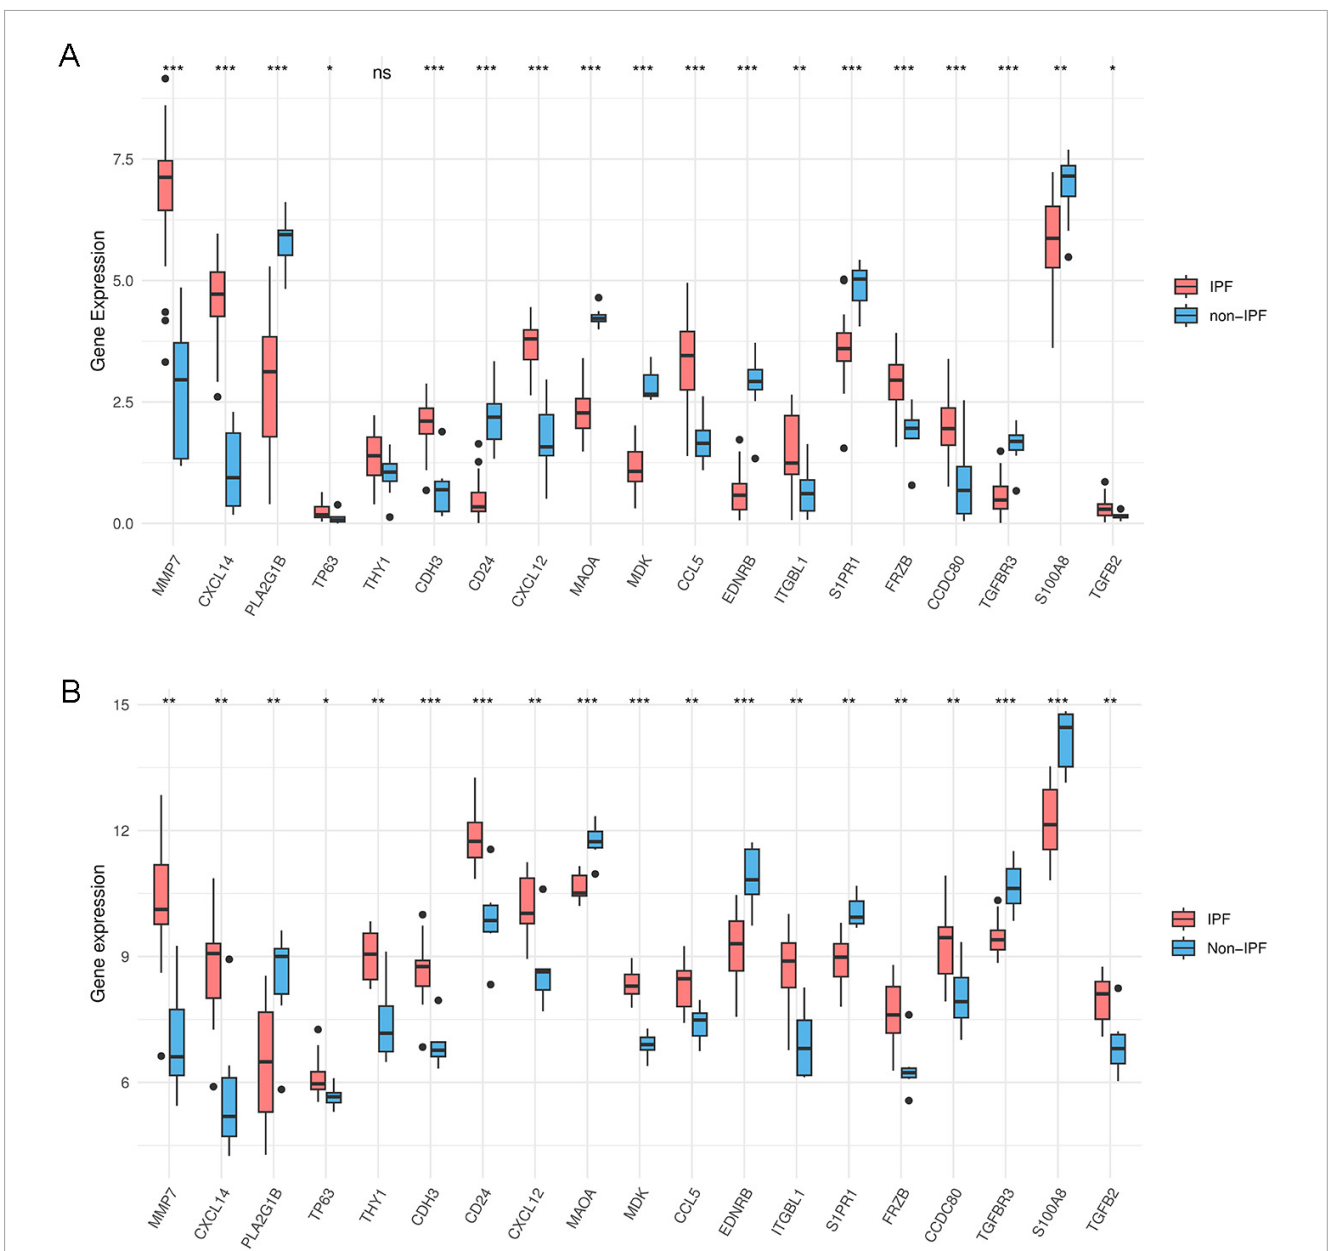 A
*** *** *** * ns *** *** *** *** *** *** *** ** *** *** *** *** ** *
7.5
5.0
2.5
0.0
Gene Expression
IPF
non-IPF
MMP7 CXCL14 PLA2G1B TP63 THY1 CDH3 CD24 CXCL12 MAOA MDK CCL5 EDNRB ITGBL1 S1PR1 FRZB CCDC80 TGFBR3 S100A8 TGFB2
B
** ** ** * ** *** *** ** *** *** ** *** ** ** ** ** *** *** **
15
12
9
6
Gene expression
IPF
Non-IPF
MMP7 CXCL14 PLA2G1B TP63 THY1 CDH3 CD24 CXCL12 MAOA MDK CCL5 EDNRB ITGBL1 S1PR1 FRZB CCDC80 TGFBR3 S100A8 TGFB2